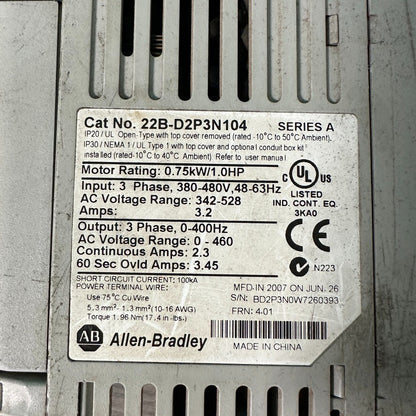 Cat No. 22B-D2P3N104 SERIES A
IP20 / UL Open-Type with top cover removed (rated -10°C to 50°C Ambient).
IP30 / NEMA 1 / UL Type 1 with top cover and optional conduit box kit
installed (rated -10°C to 40°C Ambient). Refer to user manual
Motor Rating: 0.75kW/1.0HP
Input: 3 Phase, 380-480V,48-63Hz
AC Voltage Range: 342-528
Amps: 3.2
Output: 3 Phase, 0-400Hz
AC Voltage Range: 0 - 460
Continuous Amps: 2.3
60 Sec Ovld Amps: 3.45
C UL US
LISTED
IND. CONT. EQ.
3KA0
CE
N223
SHORT CIRCUIT CURRENT: 100kA
POWER TERMINAL WIRE:
Use 75°C Cu Wire
5.3 mm² - 1.3 mm² (10-16 AWG)
Torque 1.96 Nm(17.4 in-lbs.)
MFD-IN 2007 ON JUN. 26
S/N: BD2P3N0W7260393
FRN: 4.01
AB Allen-Bradley
MADE IN CHINA